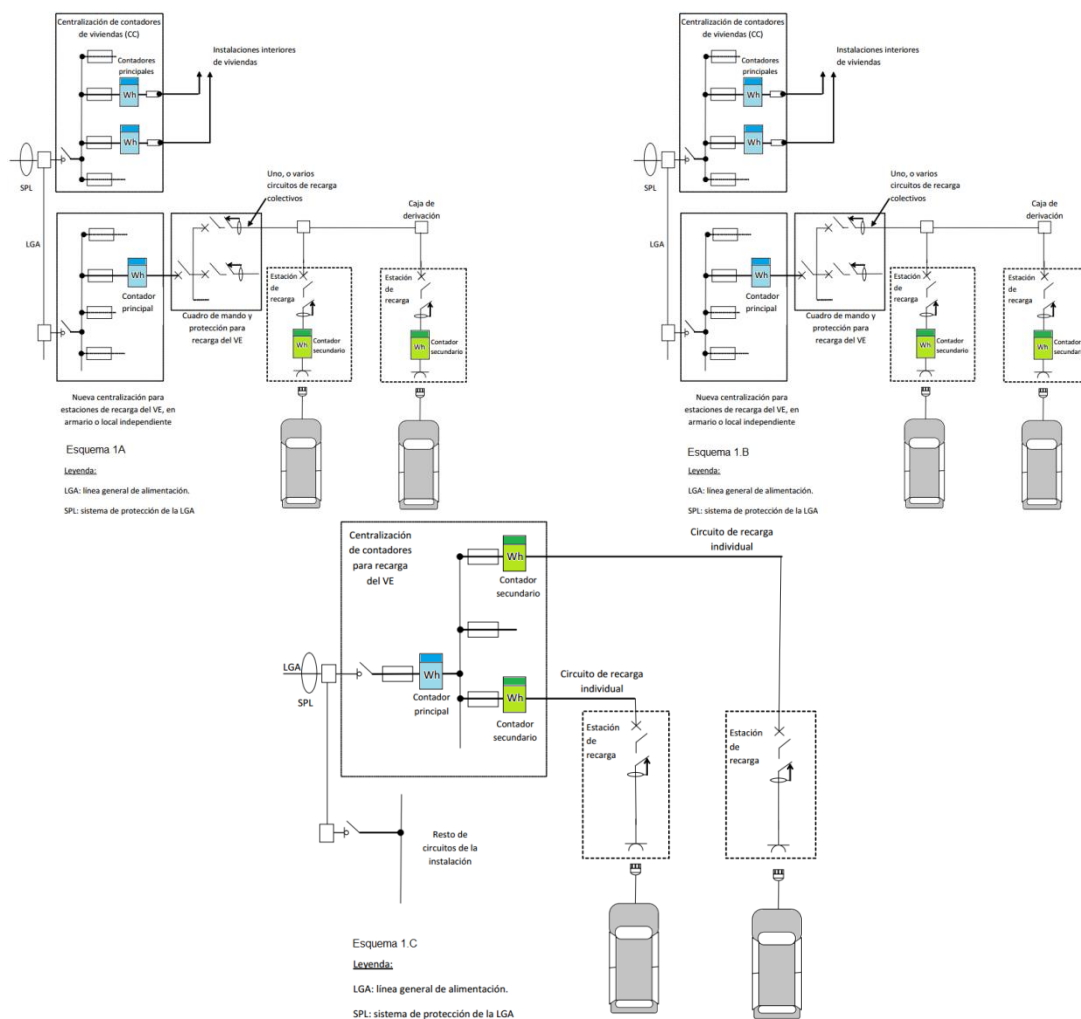 Centralización de contadores
de viviendas (CC)
Contadores
principales
Instalaciones interiores
de viviendas
Wh
Wh
SPL
Uno, o varios
circuitos de recarga
colectivos
Caja de
derivación
LGA
Wh
Contador
principal
Cuadro de mando y
protección para
recarga del VE
Estación
de
recarga
Wh
Contador
secundario
Estación
de
recarga
Wh
Contador
secundario
Nueva centralización para
estaciones de recarga del VE, en
armario o local independiente
Esquema 1A
Leyenda:
LGA: línea general de alimentación.
SPL: sistema de protección de la LGA
Centralización de contadores
de viviendas (CC)
Contadores
principales
Instalaciones interiores
de viviendas
Wh
Wh
SPL
Uno, o varios
circuitos de recarga
colectivos
Caja de
derivación
LGA
Wh
Contador
principal
Cuadro de mando y
protección para
recarga del VE
Estación
de
recarga
Wh
Contador
secundario
Estación
de
recarga
Wh
Contador
secundario
Nueva centralización para
estaciones de recarga del VE, en
armario o local independiente
Esquema 1.B
Leyenda:
LGA: línea general de alimentación.
SPL: sistema de protección de la LGA
Centralización
de contadores
para recarga
del VE
Wh
Contador
secundario
Circuito de recarga
individual
LGA
SPL
Wh
Contador
principal
Wh
Contador
secundario
Circuito de recarga
individual
Estación
de
recarga
Estación
de
recarga
Resto de
circuitos de la
instalación
Esquema 1.C
Leyenda:
LGA: línea general de alimentación.
SPL: sistema de protección de la LGA